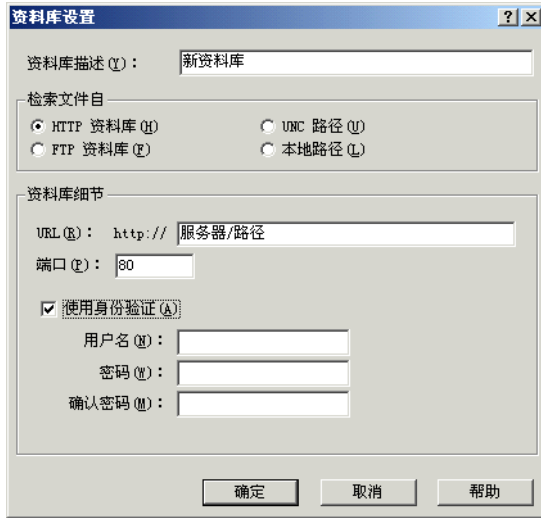 资料库设置
资料库描述(Y)： 新资料库
检索文件自
HTTP 资料库(H) UNC 路径(U)
FTP 资料库(F) 本地路径(L)
资料库细节
URL(R)： http:// 服务器/路径
端口(P)： 80
使用身份验证(A)
用户名(N)：
密码(W)：
确认密码(M)：
确定 取消 帮助